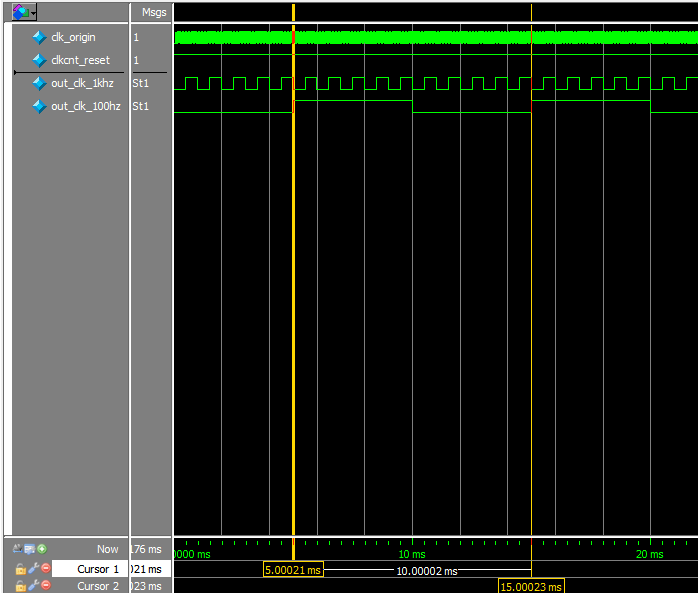 Msgs
clk_origin 1
clkcnt_reset 1
out_clk_1khz St1
out_clk_100hz St1
Now 176 ms 0000 ms 10 ms 20 ms
Cursor 1 021 ms 5.00021 ms 10.00002 ms
Cursor 2 023 ms 15.00023 ms